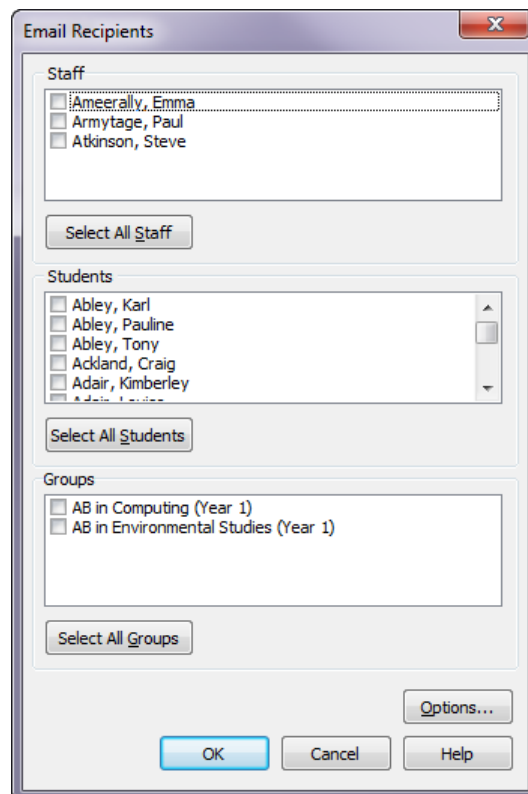 Email Recipients
Staff
Ameerally, Emma
Armytage, Paul
Atkinson, Steve
Select All Staff
Students
Abley, Karl
Abley, Pauline
Abley, Tony
Ackland, Craig
Adair, Kimberley
Select All Students
Groups
AB in Computing (Year 1)
AB in Environmental Studies (Year 1)
Select All Groups
Options...
OK Cancel Help